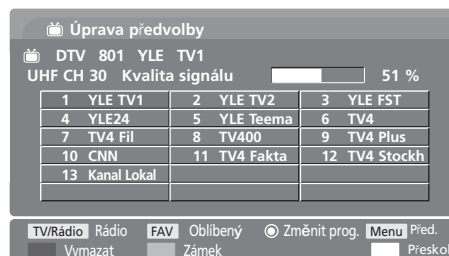 Úprava předvolby
DTV 801 YLE TV1
UHF CH 30 Kvalita signálu 51 %
1 YLE TV1 2 YLE TV2 3 YLE FST
4 YLE24 5 YLE Teema 6 TV4
7 TV4 Fil 8 TV400 9 TV4 Plus
10 CNN 11 TV4 Fakta 12 TV4 Stockh
13 Kanal Lokal
TV/Rádio Rádio FAV Oblíbený Změnit prog. Menu Před.
Vymazat Zámek